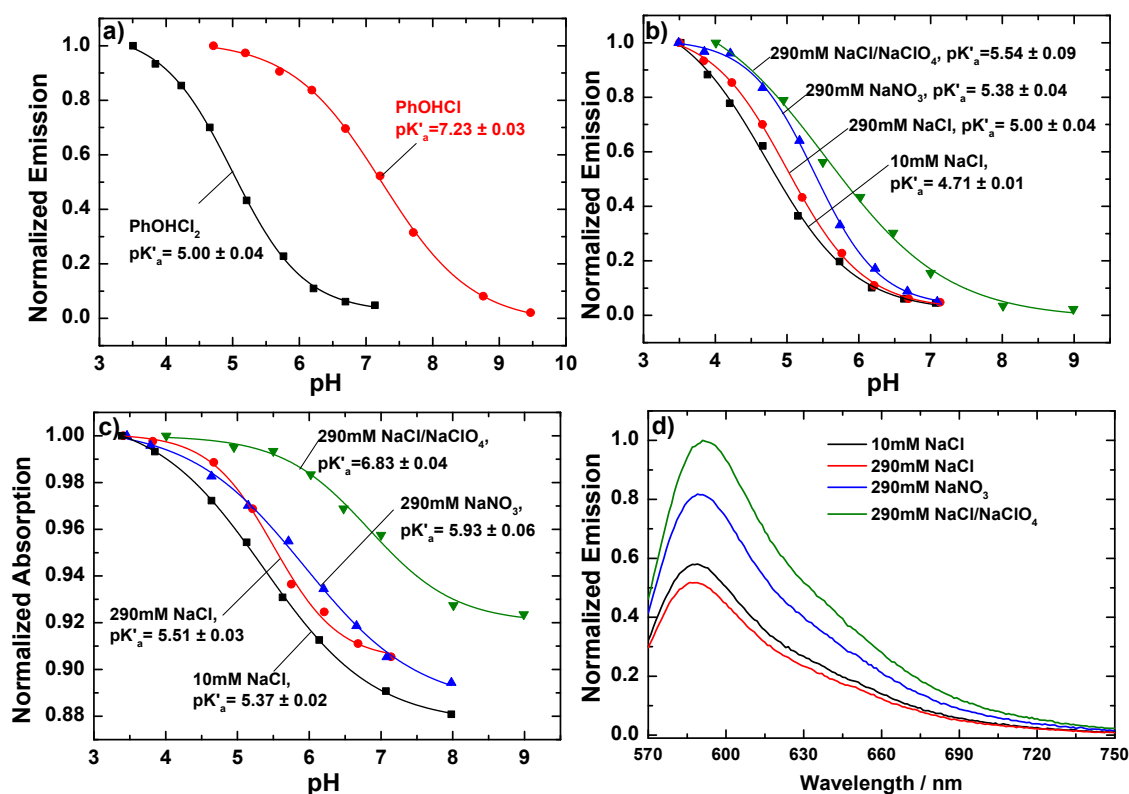 a)
Normalized Emission
1.0
0.8
0.6
0.4
0.2
0.0
PhOHCl
pK'ₐ=7.23 ± 0.03
PhOHCl₂
pK'ₐ= 5.00 ± 0.04
3 4 5 6 7 8 9 10
pH
b)
Normalized Emission
1.0
0.8
0.6
0.4
0.2
0.0
290mM NaCl/NaClO₄, pK'ₐ=5.54 ± 0.09
290mM NaNO₃, pK'ₐ= 5.38 ± 0.04
290mM NaCl, pK'ₐ= 5.00 ± 0.04
10mM NaCl,
pK'ₐ= 4.71 ± 0.01
3 4 5 6 7 8 9
pH
c)
Normalized Absorption
1.00
0.98
0.96
0.94
0.92
0.90
0.88
290mM NaCl/NaClO₄,
pK'ₐ=6.83 ± 0.04
290mM NaNO₃,
pK'ₐ= 5.93 ± 0.06
290mM NaCl,
pK'ₐ= 5.51 ± 0.03
10mM NaCl,
pK'ₐ= 5.37 ± 0.02
3 4 5 6 7 8 9
pH
d)
Normalized Emission
1.0
0.8
0.6
0.4
0.2
0.0
10mM NaCl
290mM NaCl
290mM NaNO₃
290mM NaCl/NaClO₄
570 600 630 660 690 720 750
Wavelength / nm